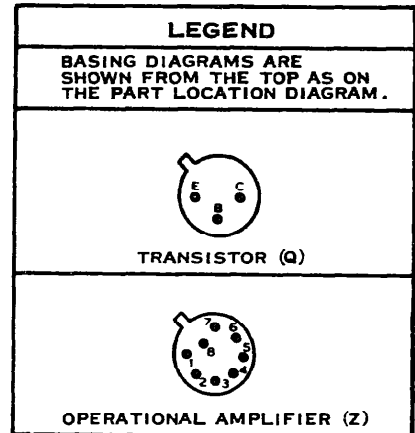 LEGEND
BASING DIAGRAMS ARE
SHOWN FROM THE TOP AS ON
THE PART LOCATION DIAGRAM.
E C
B
TRANSISTOR (Q)
7
6
8
5
1
4
2 3
OPERATIONAL AMPLIFIER (Z)